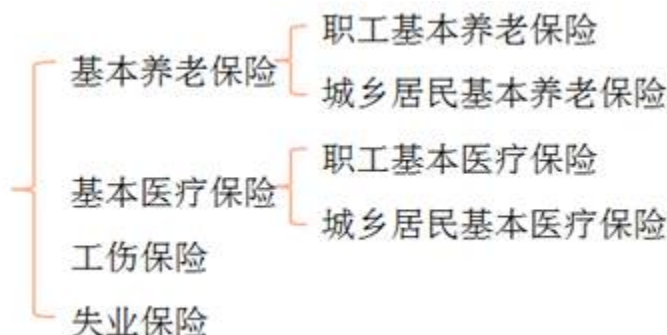 职工基本养老保险
基本养老保险
城乡居民基本养老保险
职工基本医疗保险
基本医疗保险
城乡居民基本医疗保险
工伤保险
失业保险